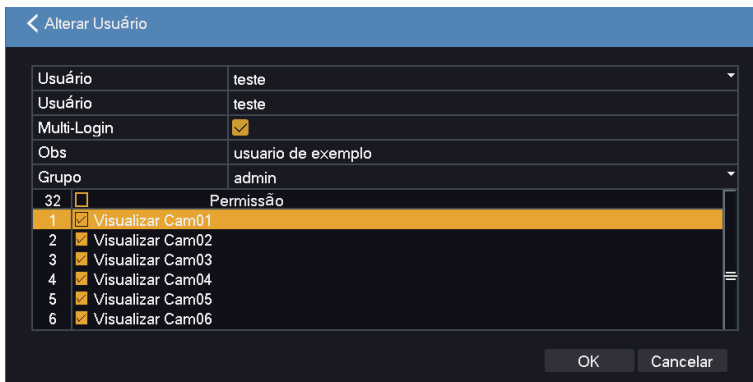 Alterar Usuário
Usuário teste
Usuário teste
Multi-Login
Obs usuario de exemplo
Grupo admin
32 Permissão
1 Visualizar Cam01
2 Visualizar Cam02
3 Visualizar Cam03
4 Visualizar Cam04
5 Visualizar Cam05
6 Visualizar Cam06
OK Cancelar